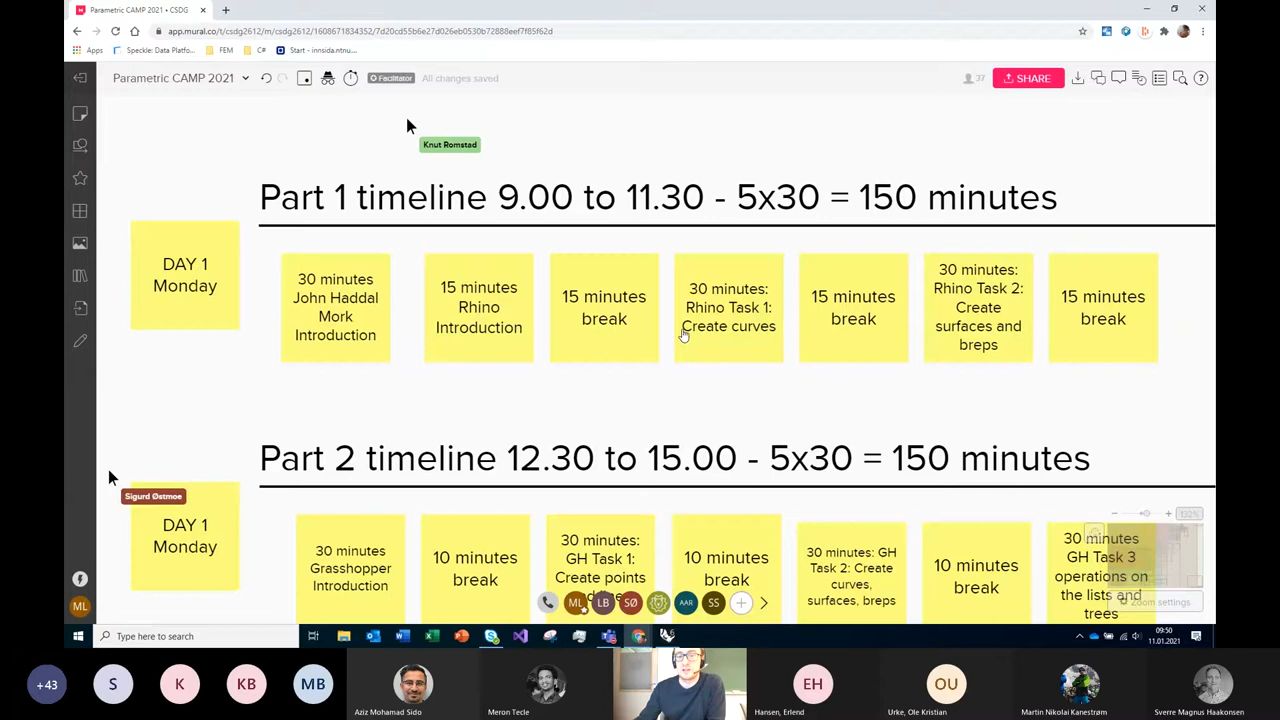 Parametric CAMP 2021 • CSDG
app.mural.co/t/csdg2612/m/csdg2612/1608671834352/7d20cd55b6e27d026eb0530b72888eef7f85f62d
Apps Speckle: Data Platfo... FEM C# Start - innsida.ntnu...
Parametric CAMP 2021 Facilitator All changes saved 37 SHARE
Knut Romstad
Part 1 timeline 9.00 to 11.30 - 5x30 = 150 minutes
DAY 1
Monday
30 minutes
John Haddal
Mork
Introduction
15 minutes
Rhino
Introduction
15 minutes
break
30 minutes:
Rhino Task 1:
Create curves
15 minutes
break
30 minutes:
Rhino Task 2:
Create
surfaces and
breps
15 minutes
break
Part 2 timeline 12.30 to 15.00 - 5x30 = 150 minutes
Sigurd Østmoe
DAY 1
Monday
30 minutes
Grasshopper
Introduction
10 minutes
break
30 minutes:
GH Task 1:
Create points
10 minutes
break
30 minutes: GH
Task 2: Create
curves,
surfaces, breps
10 minutes
break
30 minutes
GH Task 3
operations on
the lists and
trees
132%
Zoom settings
ML LB SØ AAR SS
ML
Type here to search
09:50
11.01.2021
+43 S K KB MB EH OU
Aziz Mohamad Sido
Meron Tecle
Hansen, Erlend
Urke, Ole Kristian
Martin Nikolai Kanestrøm
Sverre Magnus Haakonsen